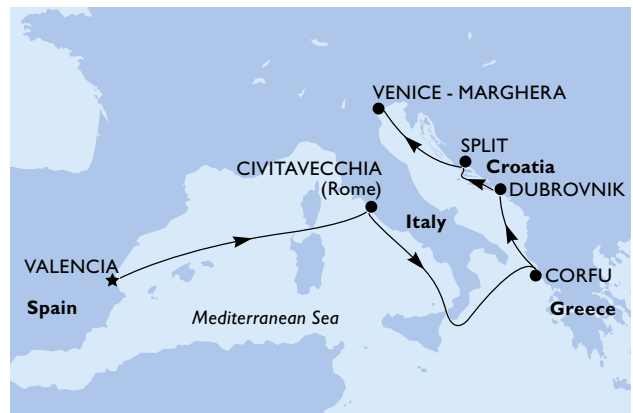 VENICE - MARGHERA
SPLIT
CIVITAVECCHIA
(Rome)
Croatia
DUBROVNIK
Italy
VALENCIA
CORFU
Spain
Greece
Mediterranean Sea